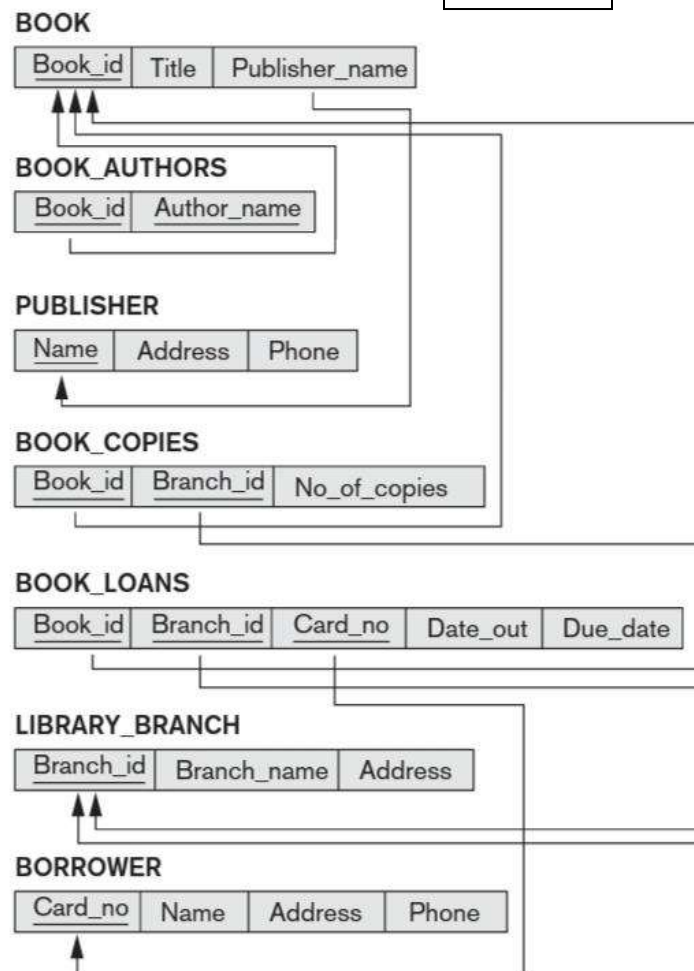 BOOK
Book_id Title Publisher_name
BOOK_AUTHORS
Book_id Author_name
PUBLISHER
Name Address Phone
BOOK_COPIES
Book_id Branch_id No_of_copies
BOOK_LOANS
Book_id Branch_id Card_no Date_out Due_date
LIBRARY_BRANCH
Branch_id Branch_name Address
BORROWER
Card_no Name Address Phone